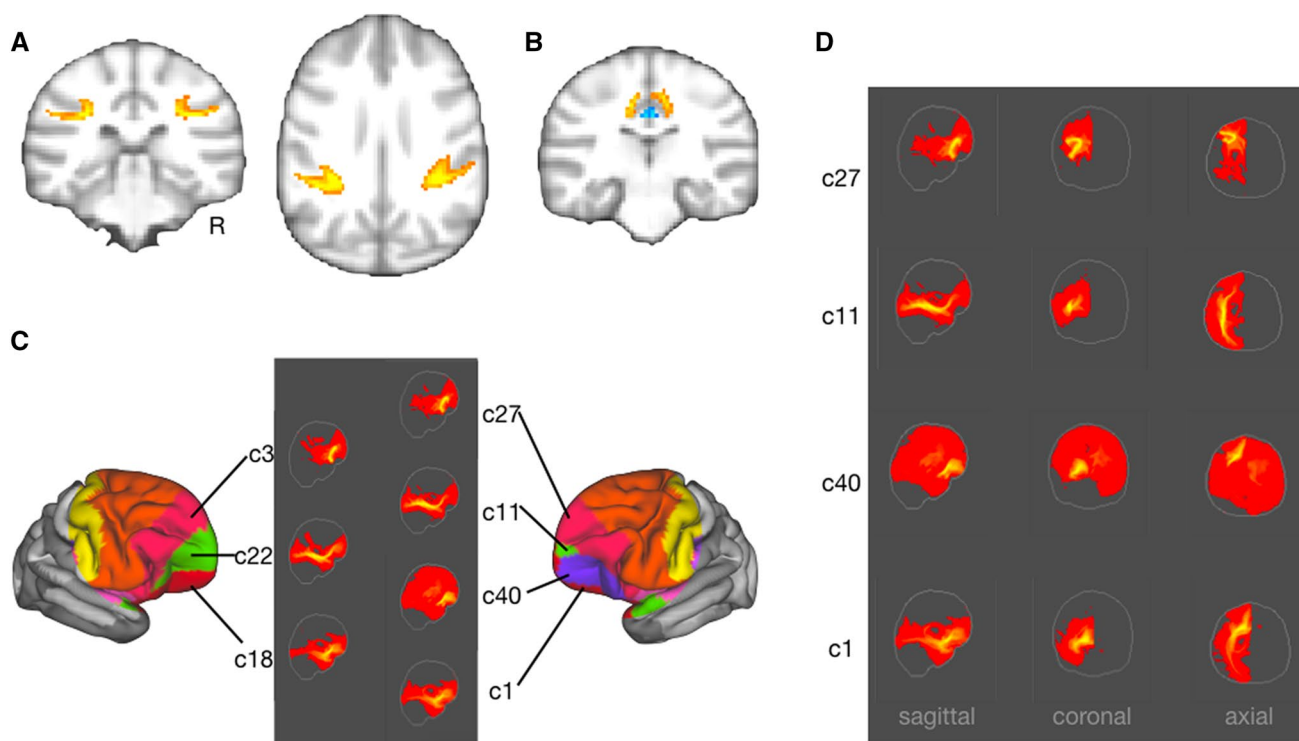 A
B
D
R
C
c3
c22
c18
c27
c11
c40
c1
c27
c11
c40
c1
sagittal coronal axial